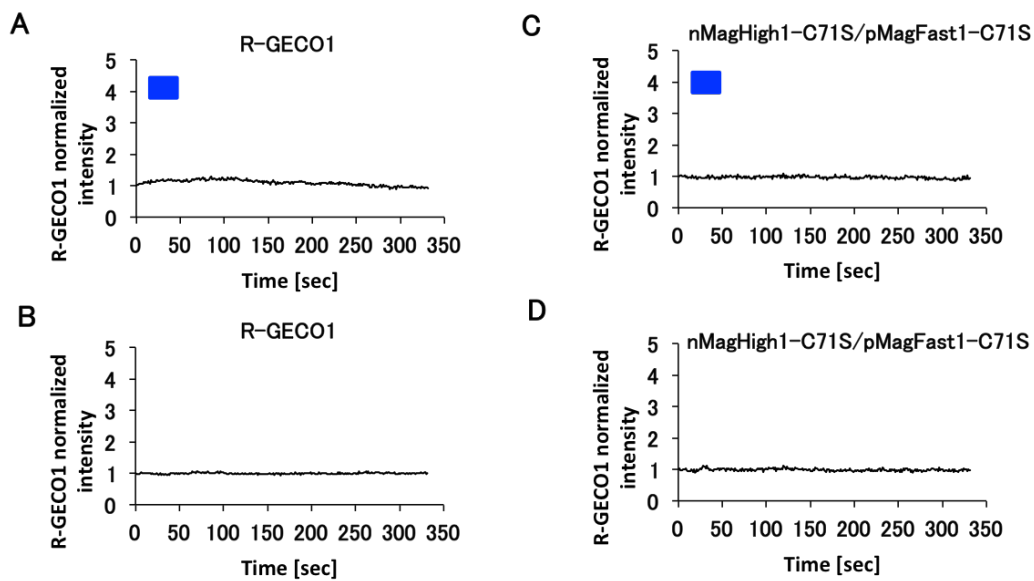 A
R-GECO1
R-GECO1 normalized
intensity
5
4
3
2
1
0
0 50 100 150 200 250 300 350
Time [sec]
B
R-GECO1
R-GECO1 normalized
intensity
5
4
3
2
1
0
0 50 100 150 200 250 300 350
Time [sec]
C
nMagHigh1-C71S/pMagFast1-C71S
R-GECO1 normalized
intensity
5
4
3
2
1
0
0 50 100 150 200 250 300 350
Time [sec]
D
nMagHigh1-C71S/pMagFast1-C71S
R-GECO1 normalized
intensity
5
4
3
2
1
0
0 50 100 150 200 250 300 350
Time [sec]